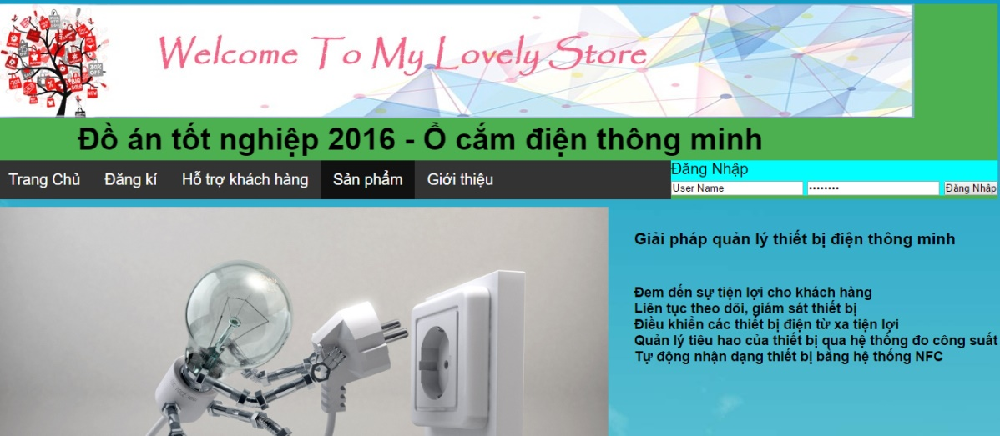 Welcome To My Lovely Store
BIG SALE
Đồ án tốt nghiệp 2016 - Ổ cắm điện thông minh
Trang Chủ Đăng kí Hỗ trợ khách hàng Sản phẩm Giới thiệu
Đăng Nhập
User Name •••••••• Đăng Nhập
Giải pháp quản lý thiết bị điện thông minh
Đem đến sự tiện lợi cho khách hàng
Liên tục theo dõi, giám sát thiết bị
Điều khiển các thiết bị điện từ xa tiện lợi
Quản lý tiêu hao của thiết bị qua hệ thống đo công suất
Tự động nhận dạng thiết bị bằng hệ thống NFC